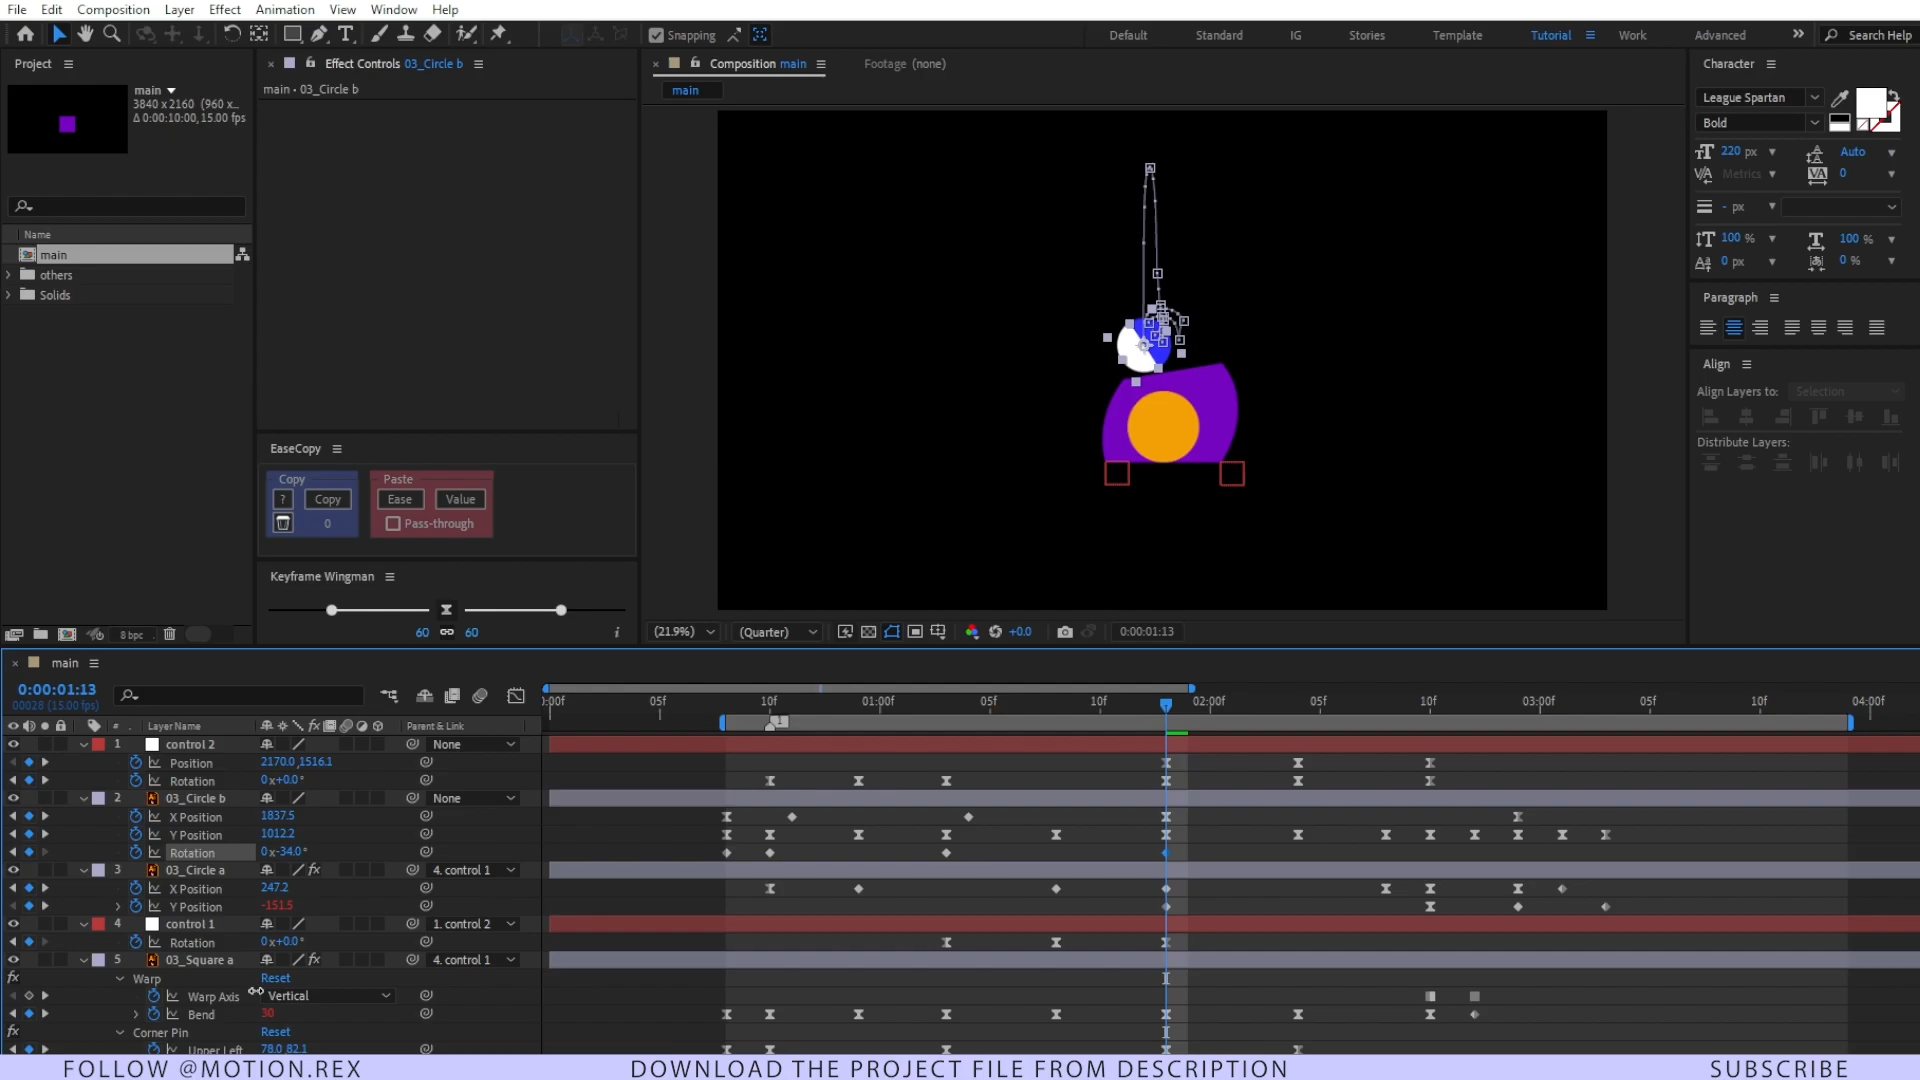 File Edit Composition Layer Effect Animation View Window Help
Snapping
Default Standard IG Stories Template Tutorial Work Advanced Search Help
Project
main
3840 x 2160 (960 x...
Δ 0:00:10:00, 15.00 fps
Name
main
others
Solids
8 bpc
Effect Controls 03_Circle b
main • 03_Circle b
EaseCopy
Copy
? Copy
0
Paste
Ease Value
Pass-through
Keyframe Wingman
60 60
i
Composition main
Footage (none)
main
(21.9%) (Quarter) +0.0 0:00:01:13
Character
League Spartan
Bold
220 px Auto
Metrics 0
- px
100 % 100 %
0 px 0 %
Paragraph
Align
Align Layers to: Selection
Distribute Layers:
main
0:00:01:13
00028 (15.00 fps)
# Layer Name Parent & Link
:00f 05f 10f 01:00f 05f 10f 02:00f 05f 10f 03:00f 05f 10f 04:00f
1
1 control 2 None
Position 2170.0,1516.1
Rotation 0x+0.0°
2 03_Circle b None
X Position 1837.5
Y Position 1012.2
Rotation 0x-34.0°
3 03_Circle a 4. control 1
X Position 247.2
Y Position -151.5
4 control 1 1. control 2
Rotation 0x+0.0°
5 03_Square a 4. control 1
fx Warp Reset
Warp Axis Vertical
Bend 30
fx Corner Pin Reset
Upper Left 78.0,82.1
FOLLOW @MOTION.REX DOWNLOAD THE PROJECT FILE FROM DESCRIPTION SUBSCRIBE